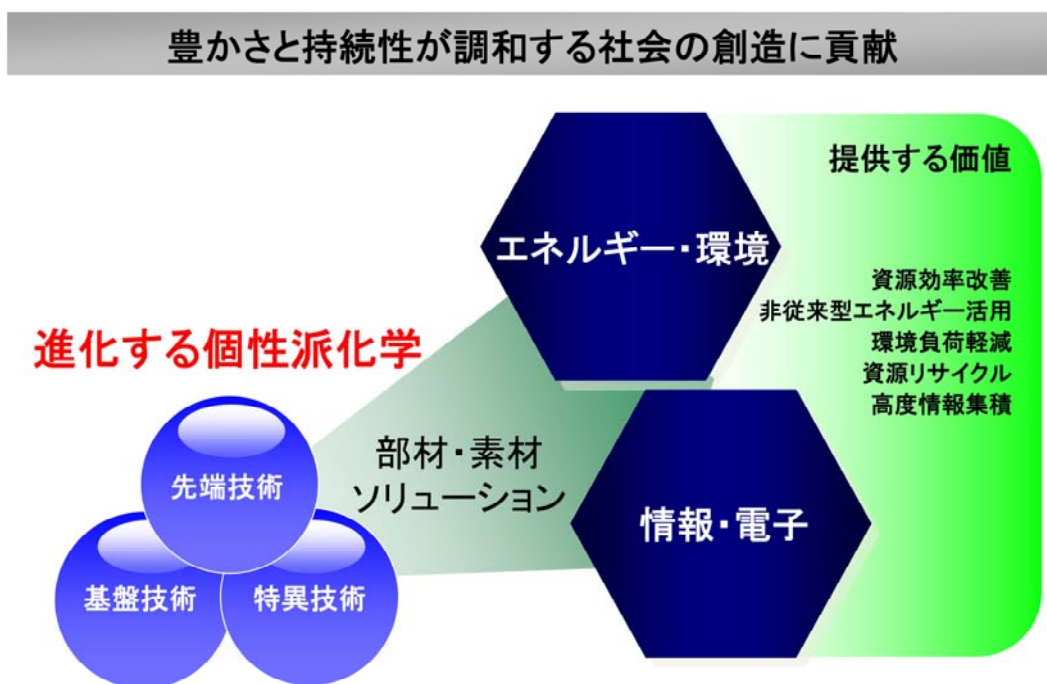 豊かさと持続性が調和する社会の創造に貢献
提供する価値
エネルギー・環境
資源効率改善
非従来型エネルギー活用
環境負荷軽減
資源リサイクル
高度情報集積
進化する個性派化学
部材・素材
ソリューション
先端技術
基盤技術
特異技術
情報・電子